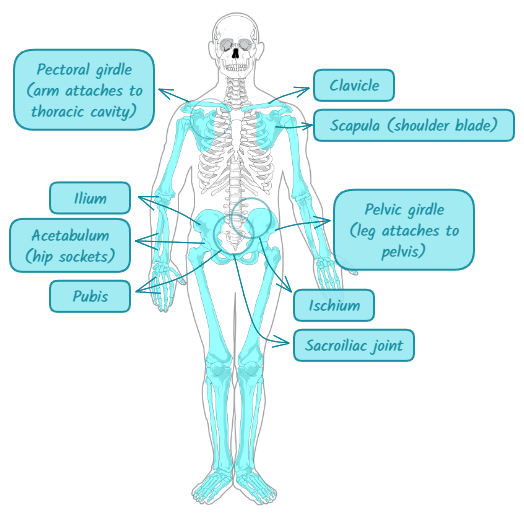 Pectoral girdle
(arm attaches to
thoracic cavity)
Clavicle
Scapula (shoulder blade)
Ilium
Acetabulum
(hip sockets)
Pubis
Pelvic girdle
(leg attaches to
pelvis)
Ischium
Sacroiliac joint